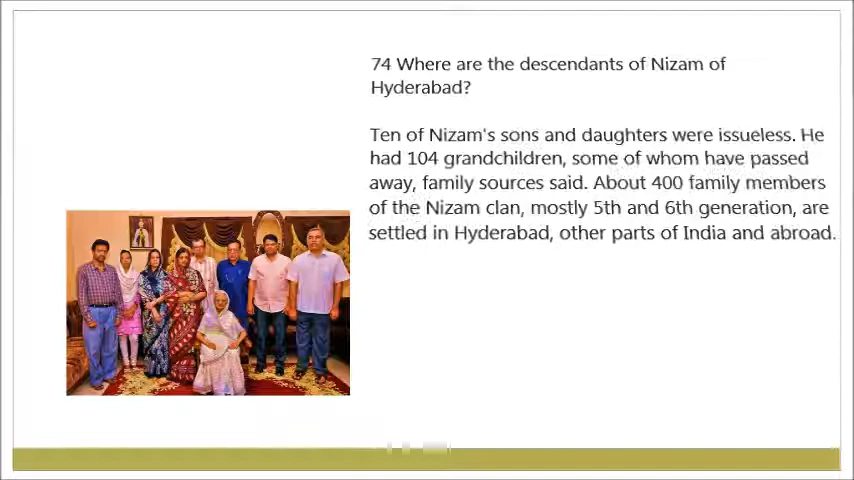 74 Where are the descendants of Nizam of
Hyderabad?
Ten of Nizam's sons and daughters were issueless. He
had 104 grandchildren, some of whom have passed
away, family sources said. About 400 family members
of the Nizam clan, mostly 5th and 6th generation, are
settled in Hyderabad, other parts of India and abroad.